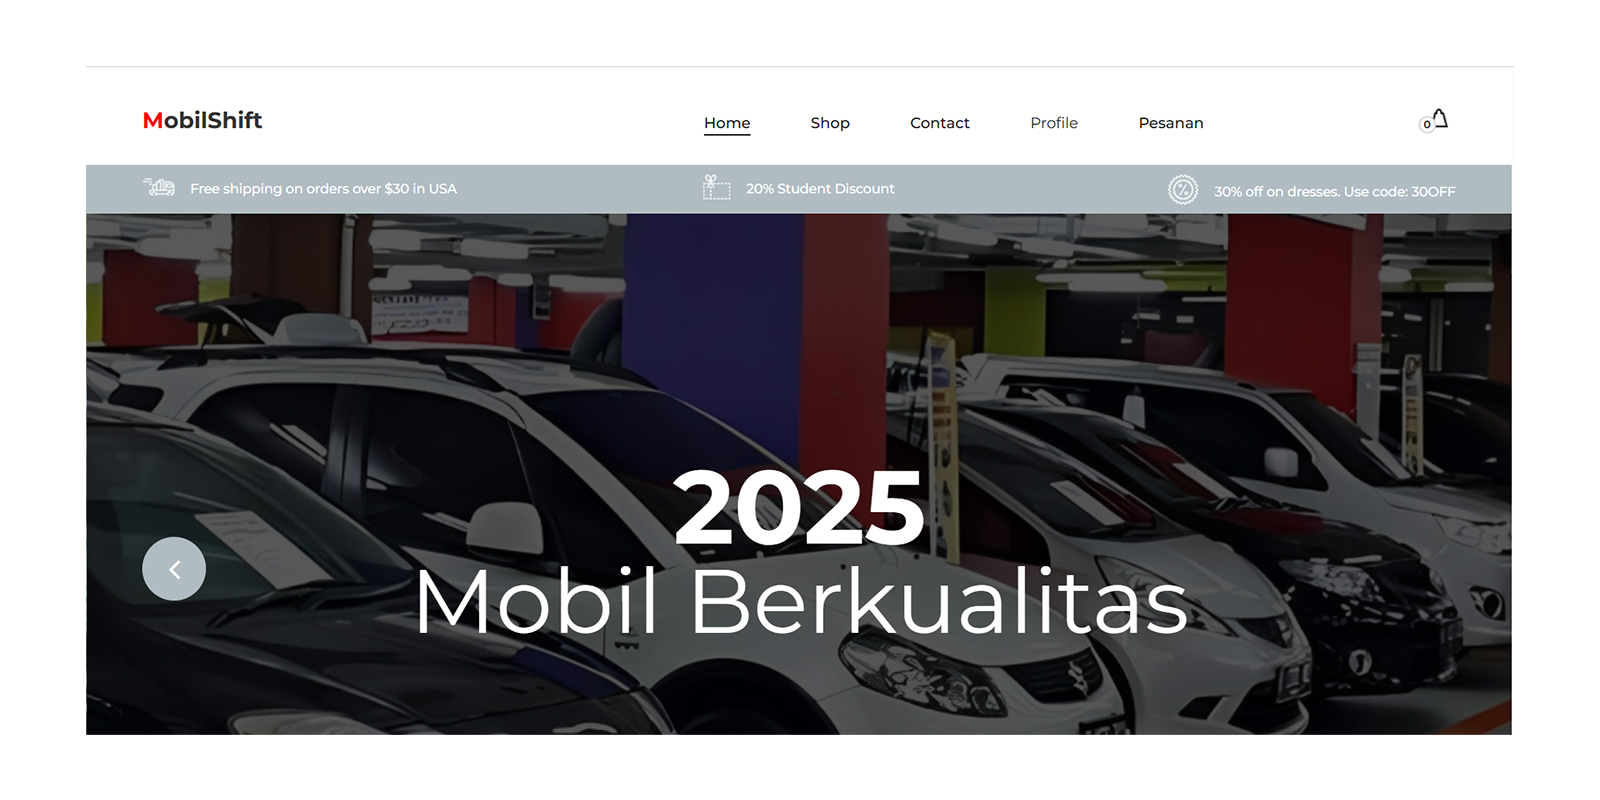 MobilShift
Home Shop Contact Profile Pesanan
0
Free shipping on orders over $30 in USA
20% Student Discount
30% off on dresses. Use code: 30OFF
2025
Mobil Berkualitas